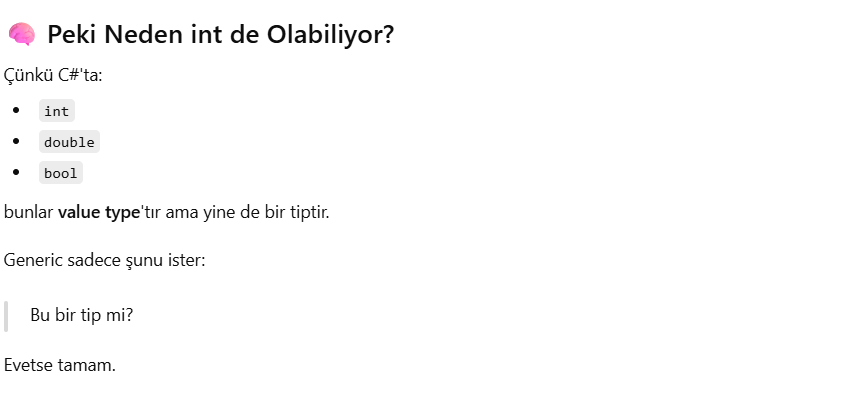 🧠 Peki Neden int de Olabiliyor?
Çünkü C#'ta:
• int
• double
• bool
bunlar value type'tır ama yine de bir tiptir.
Generic sadece şunu ister:
Bu bir tip mi?
Evetse tamam.